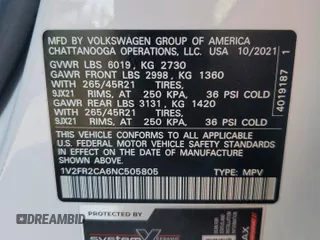 MFD BY VOLKSWAGEN GROUP OF AMERICA
CHATTANOOGA OPERATIONS, LLC. USA 10/2021
GVWR LBS 6019, KG 2730
GAWR FRONT LBS 2998, KG 1360
WITH 265/45R21 TIRES,
9JX21 RIMS, AT 250 KPA, 36 PSI COLD
GAWR REAR LBS 3131, KG 1420
WITH 265/45R21 TIRES,
9JX21 RIMS, AT 250 KPA, 36 PSI COLD
THIS VEHICLE CONFORMS TO ALL APPLICABLE
FEDERAL MOTOR VEHICLE SAFETY STANDARDS
IN EFFECT ON THE DATE OF MANUFACTURE
SHOWN ABOVE
1V2FR2CA6NC505805 TYPE: MPV
4019187 1
SYSTEM X
DREAMBID
DREAMBID.COM